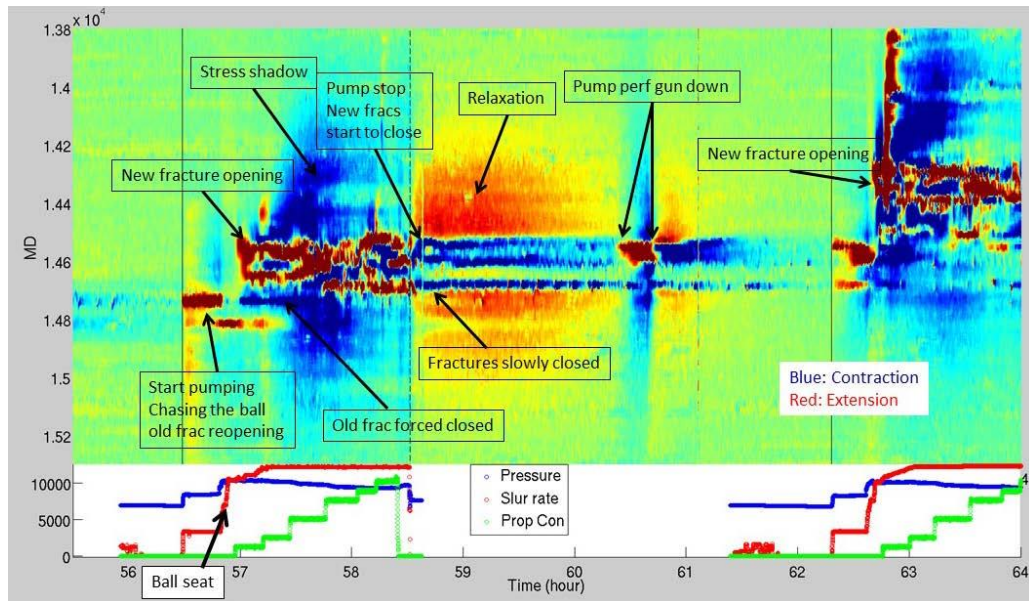 x 10⁴
1.38
1.4
1.42
1.44
1.46
1.48
1.5
1.52
MD
Stress shadow
Pump stop
New fracs
start to close
Relaxation
Pump perf gun down
New fracture opening
New fracture opening
Start pumping
Chasing the ball
old frac reopening
Old frac forced closed
Fractures slowly closed
Blue: Contraction
Red: Extension
10000
5000
0
Pressure
Slur rate
Prop Con
4
Ball seat
56
57
58
59
60
61
62
63
64
Time (hour)